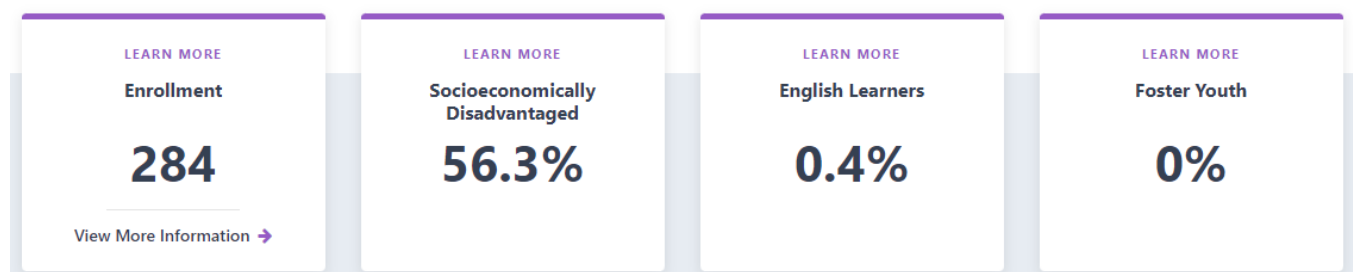 LEARN MORE
Enrollment
284
View More Information
LEARN MORE
Socioeconomically
Disadvantaged
56.3%
LEARN MORE
English Learners
0.4%
LEARN MORE
Foster Youth
0%